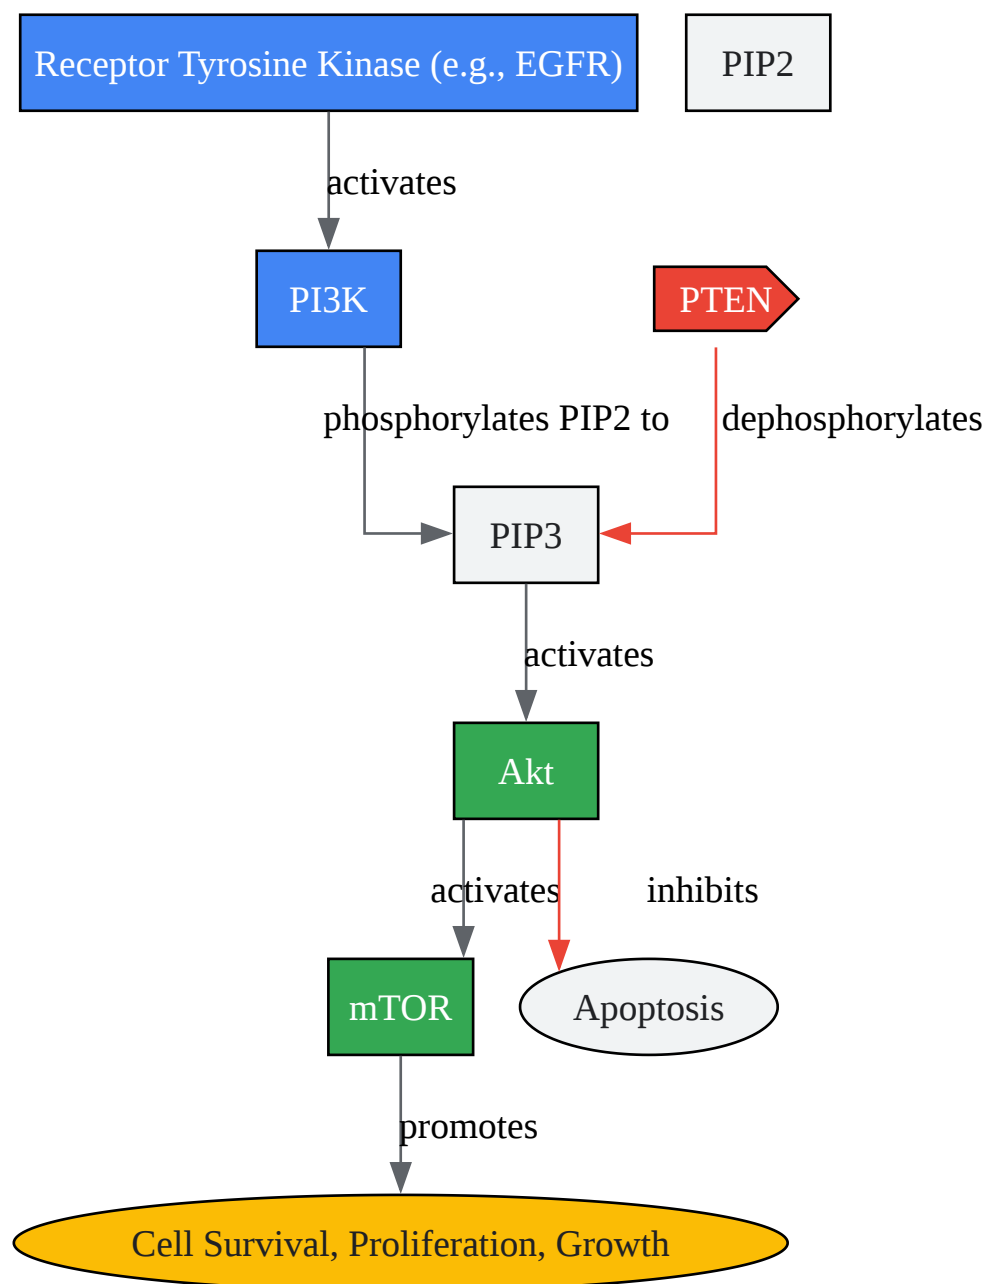 Receptor Tyrosine Kinase (e.g., EGFR)
PIP2
activates
PI3K
PTEN
phosphorylates PIP2 to
dephosphorylates
PIP3
activates
Akt
activates
inhibits
mTOR
Apoptosis
promotes
Cell Survival, Proliferation, Growth